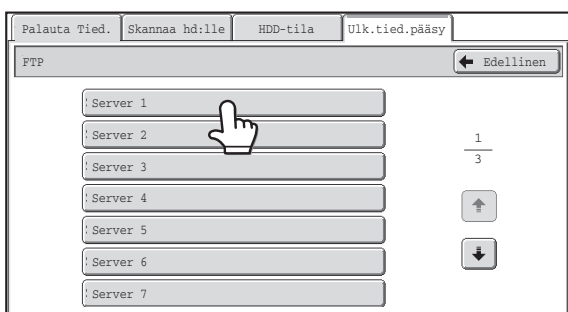 Palauta Tied. Skannaa hd:lle HDD-tila Ulk.tied.pääsy
FTP Edellinen
Server 1
Server 2
Server 3
Server 4
Server 5
Server 6
Server 7
1
3